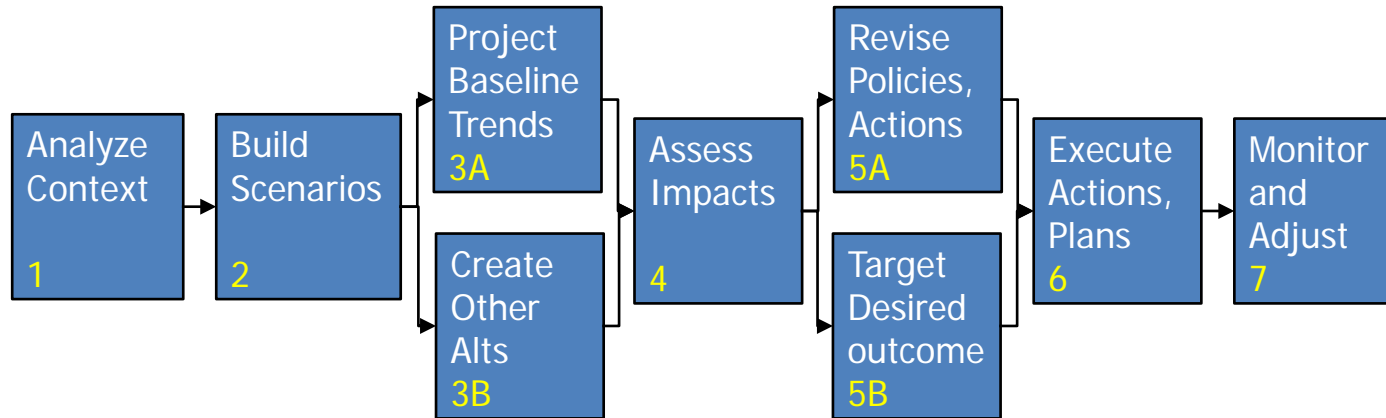 Analyze
Context
1
Build
Scenarios
2
Project
Baseline
Trends
3A
Create
Other
Alts
3B
Assess
Impacts
4
Revise
Policies,
Actions
5A
Target
Desired
outcome
5B
Execute
Actions,
Plans
6
Monitor
and
Adjust
7